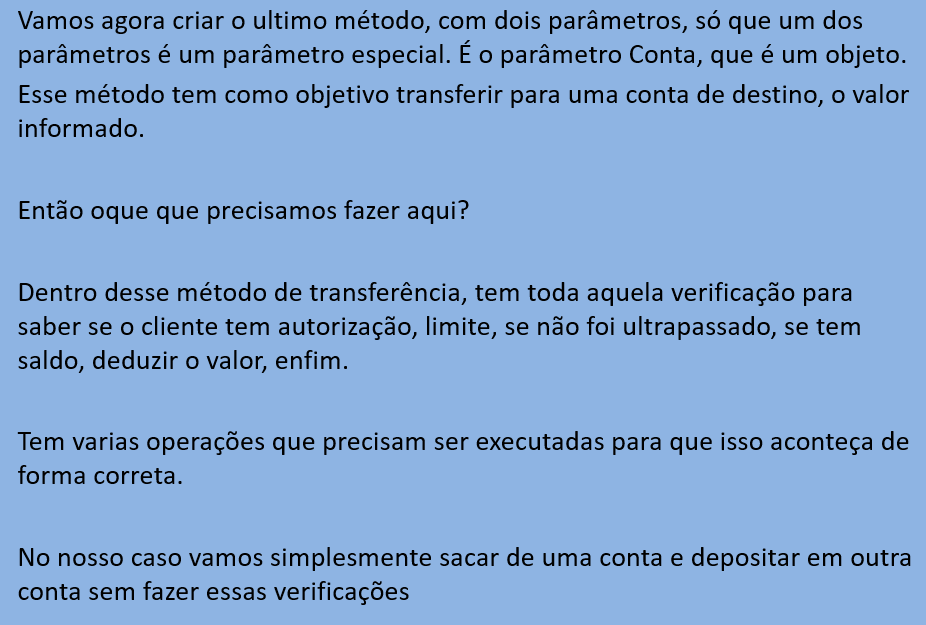 Vamos agora criar o ultimo método, com dois parâmetros, só que um dos
parâmetros é um parâmetro especial. É o parâmetro Conta, que é um objeto.
Esse método tem como objetivo transferir para uma conta de destino, o valor
informado.
Então oque que precisamos fazer aqui?
Dentro desse método de transferência, tem toda aquela verificação para
saber se o cliente tem autorização, limite, se não foi ultrapassado, se tem
saldo, deduzir o valor, enfim.
Tem varias operações que precisam ser executadas para que isso aconteça de
forma correta.
No nosso caso vamos simplesmente sacar de uma conta e depositar em outra
conta sem fazer essas verificações